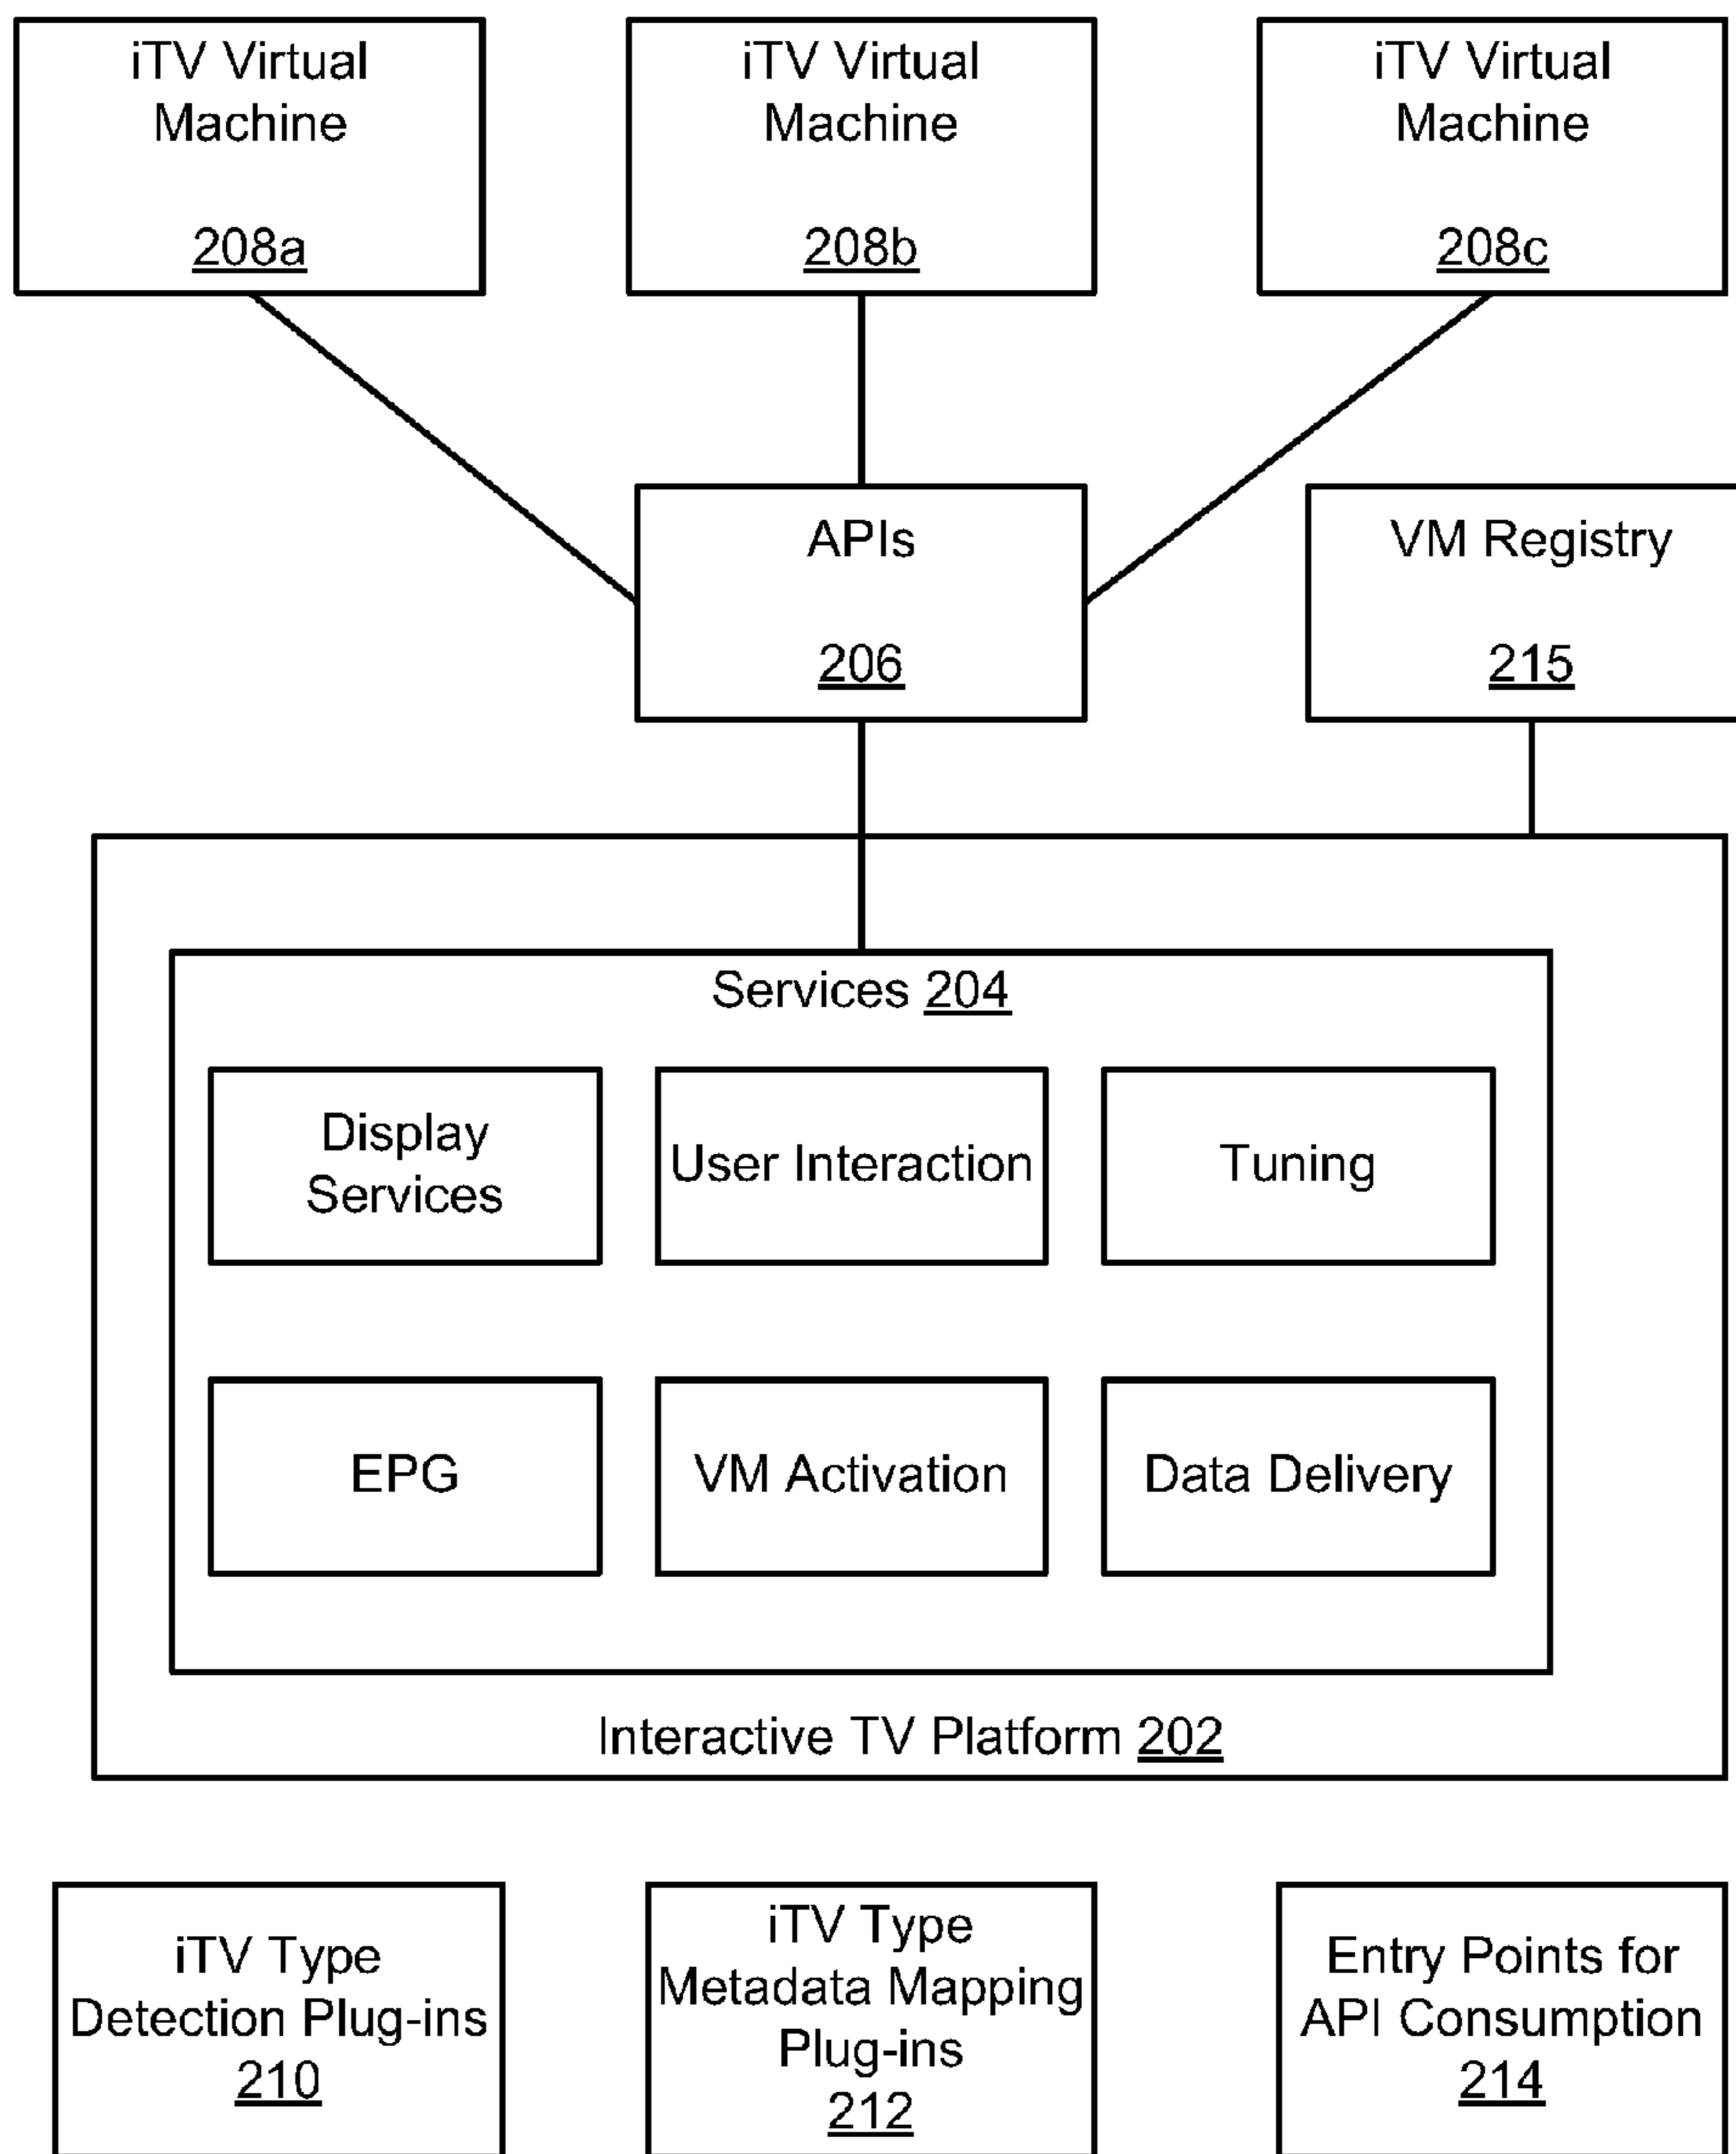 iTV Virtual
Machine
208a
iTV Virtual
Machine
208b
iTV Virtual
Machine
208c
APIs
206
VM Registry
215
Services 204
Display
Services
User Interaction
Tuning
EPG
VM Activation
Data Delivery
Interactive TV Platform 202
iTV Type
Detection Plug-ins
210
iTV Type
Metadata Mapping
Plug-ins
212
Entry Points for
API Consumption
214